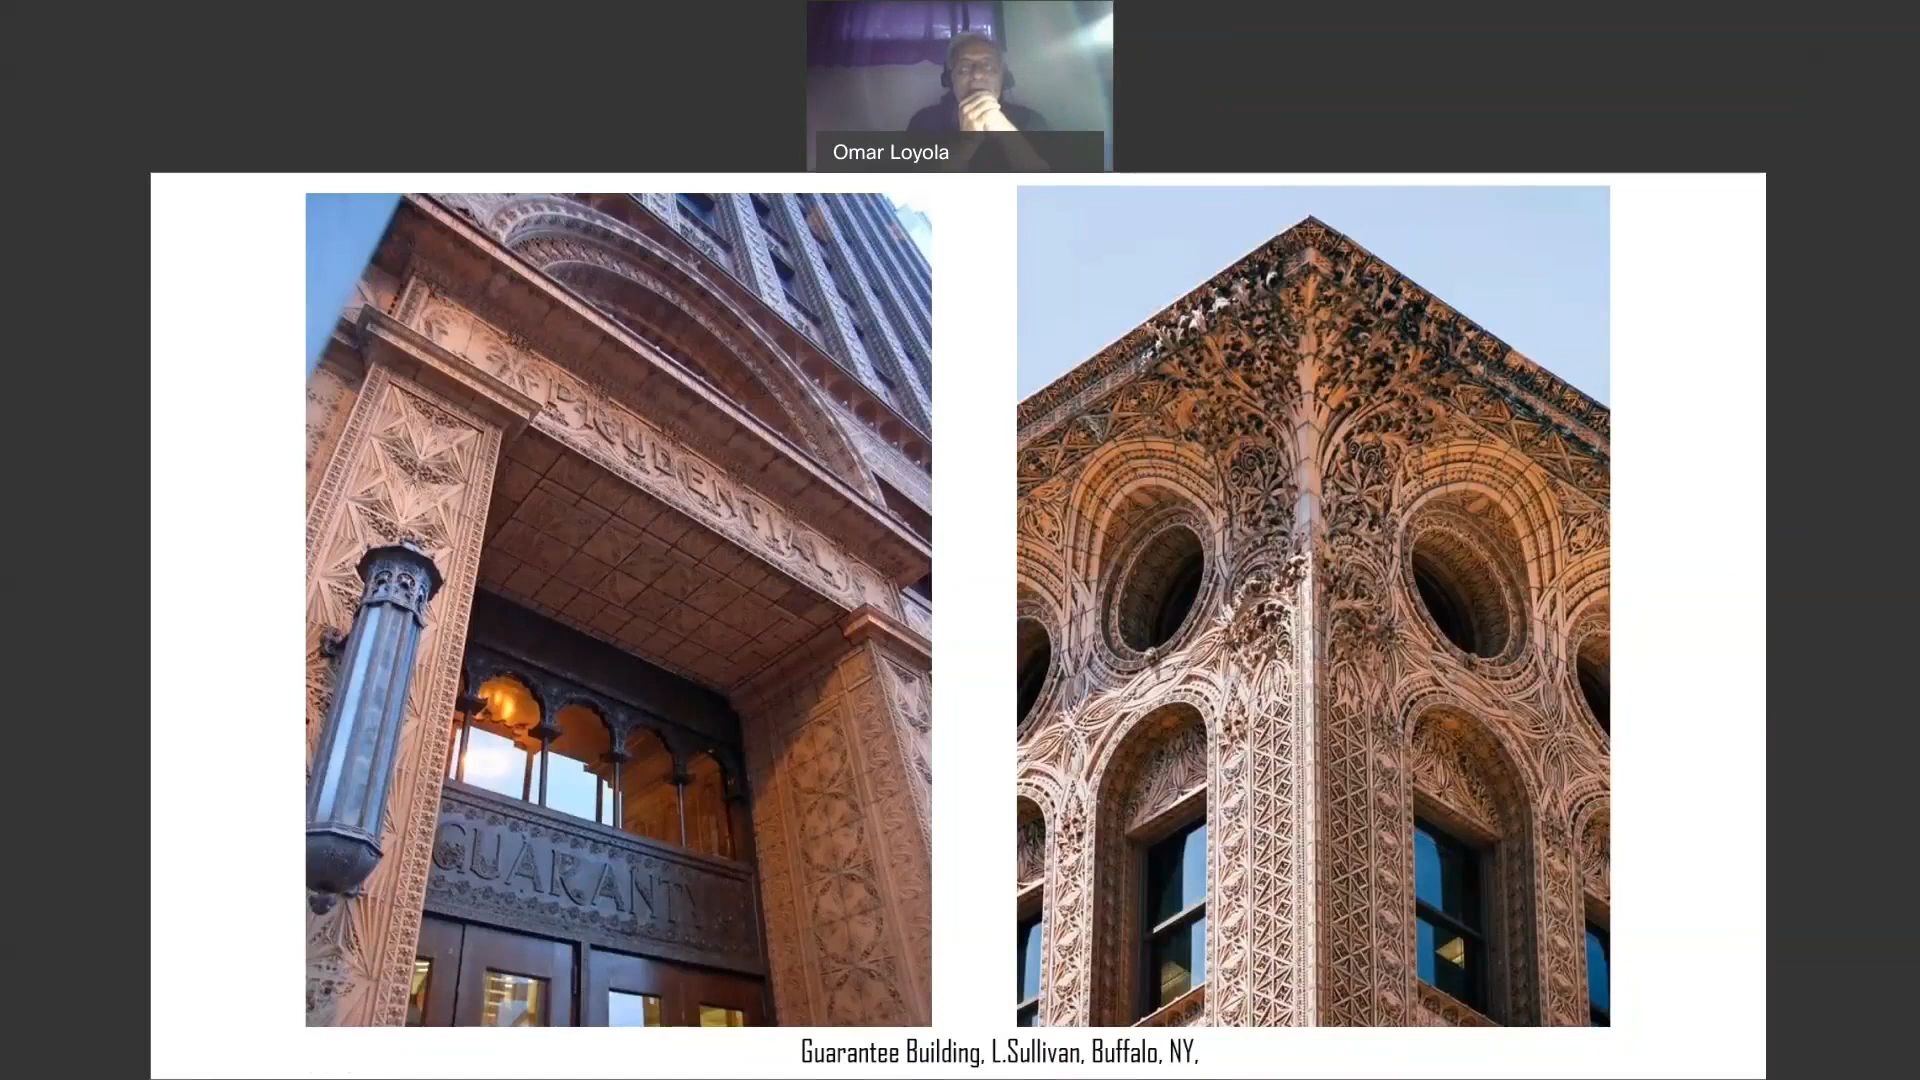 Omar Loyola
PRUDENTIAL
GUARANTY
Guarantee Building, L.Sullivan, Buffalo, NY,